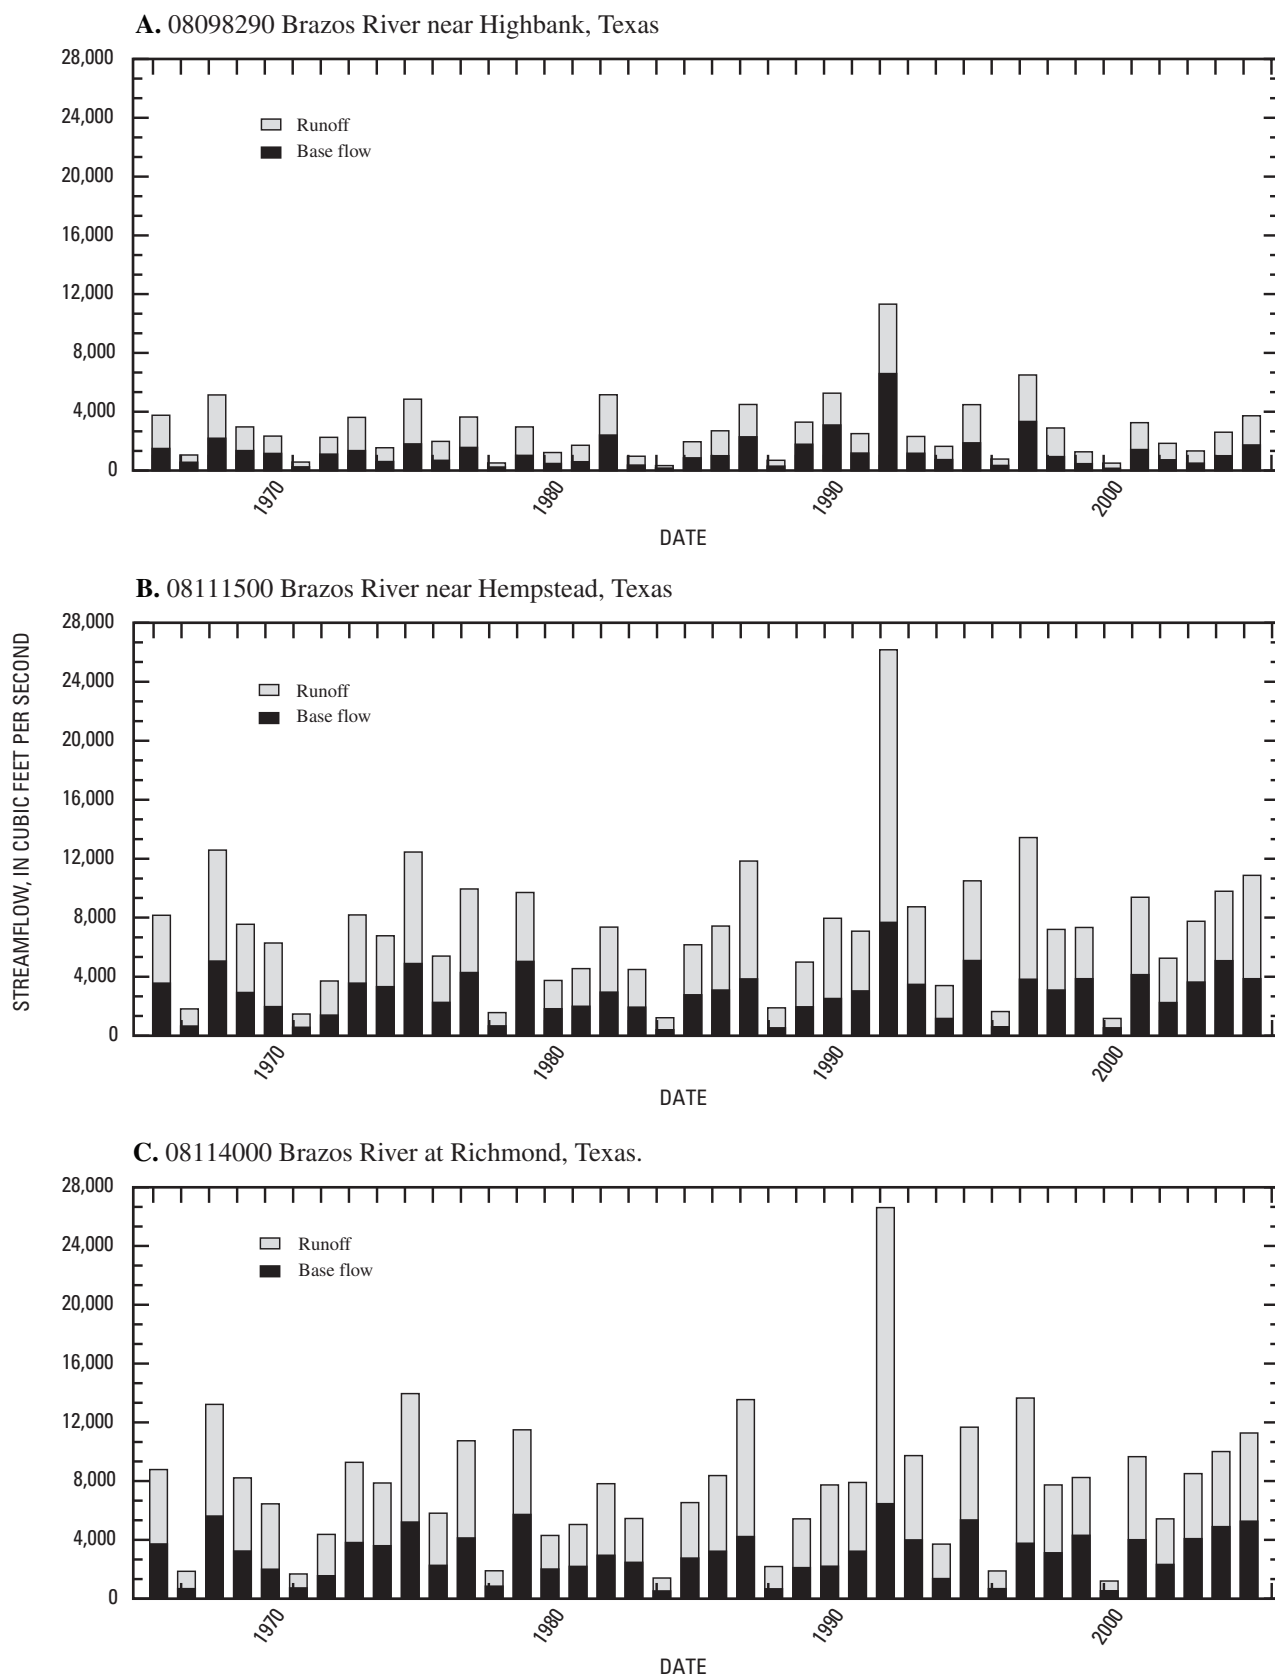 A. 08098290 Brazos River near Highbank, Texas
28,000
24,000
20,000
16,000
12,000
8,000
4,000
0
Runoff
Base flow
1970
1980
1990
2000
DATE
B. 08111500 Brazos River near Hempstead, Texas
STREAMFLOW, IN CUBIC FEET PER SECOND
28,000
24,000
20,000
16,000
12,000
8,000
4,000
0
Runoff
Base flow
1970
1980
1990
2000
DATE
C. 08114000 Brazos River at Richmond, Texas.
28,000
24,000
20,000
16,000
12,000
8,000
4,000
0
Runoff
Base flow
1970
1980
1990
2000
DATE